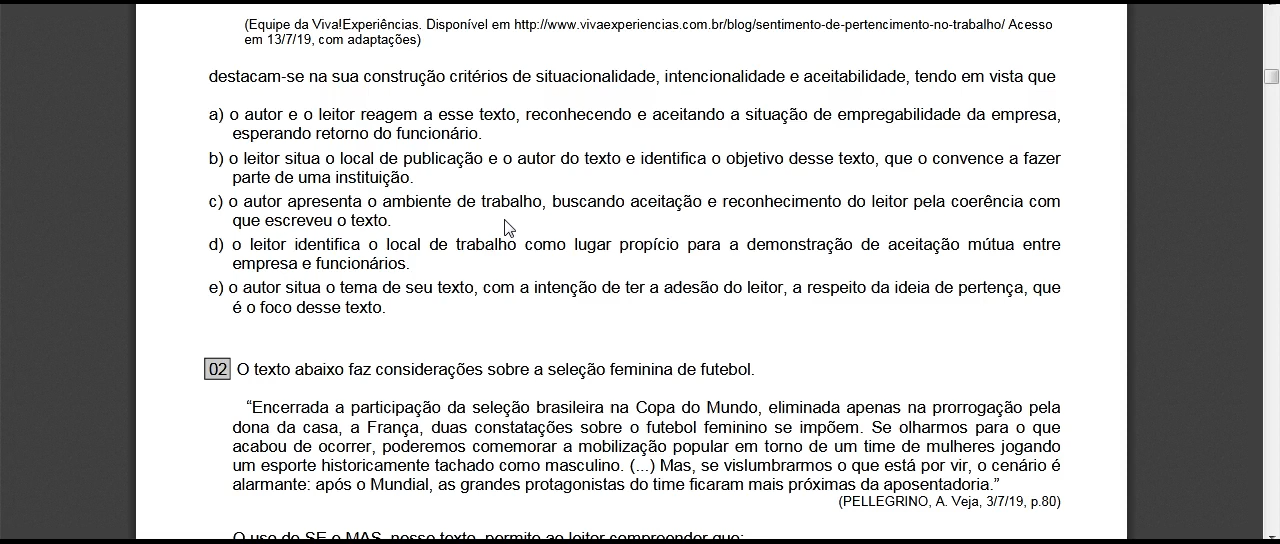 (Equipe da Viva!Experiências. Disponível em http://www.vivaexperiencias.com.br/blog/sentimento-de-pertencimento-no-trabalho/ Acesso
em 13/7/19, com adaptações)
destacam-se na sua construção critérios de situacionalidade, intencionalidade e aceitabilidade, tendo em vista que
a) o autor e o leitor reagem a esse texto, reconhecendo e aceitando a situação de empregabilidade da empresa,
esperando retorno do funcionário.
b) o leitor situa o local de publicação e o autor do texto e identifica o objetivo desse texto, que o convence a fazer
parte de uma instituição.
c) o autor apresenta o ambiente de trabalho, buscando aceitação e reconhecimento do leitor pela coerência com
que escreveu o texto.
d) o leitor identifica o local de trabalho como lugar propício para a demonstração de aceitação mútua entre
empresa e funcionários.
e) o autor situa o tema de seu texto, com a intenção de ter a adesão do leitor, a respeito da ideia de pertença, que
é o foco desse texto.
02 O texto abaixo faz considerações sobre a seleção feminina de futebol.
“Encerrada a participação da seleção brasileira na Copa do Mundo, eliminada apenas na prorrogação pela
dona da casa, a França, duas constatações sobre o futebol feminino se impõem. Se olharmos para o que
acabou de ocorrer, poderemos comemorar a mobilização popular em torno de um time de mulheres jogando
um esporte historicamente tachado como masculino. (...) Mas, se vislumbrarmos o que está por vir, o cenário é
alarmante: após o Mundial, as grandes protagonistas do time ficaram mais próximas da aposentadoria.”
(PELLEGRINO, A. Veja, 3/7/19, p.80)
O uso de SE e MAS, nesse texto, permite ao leitor compreender que: